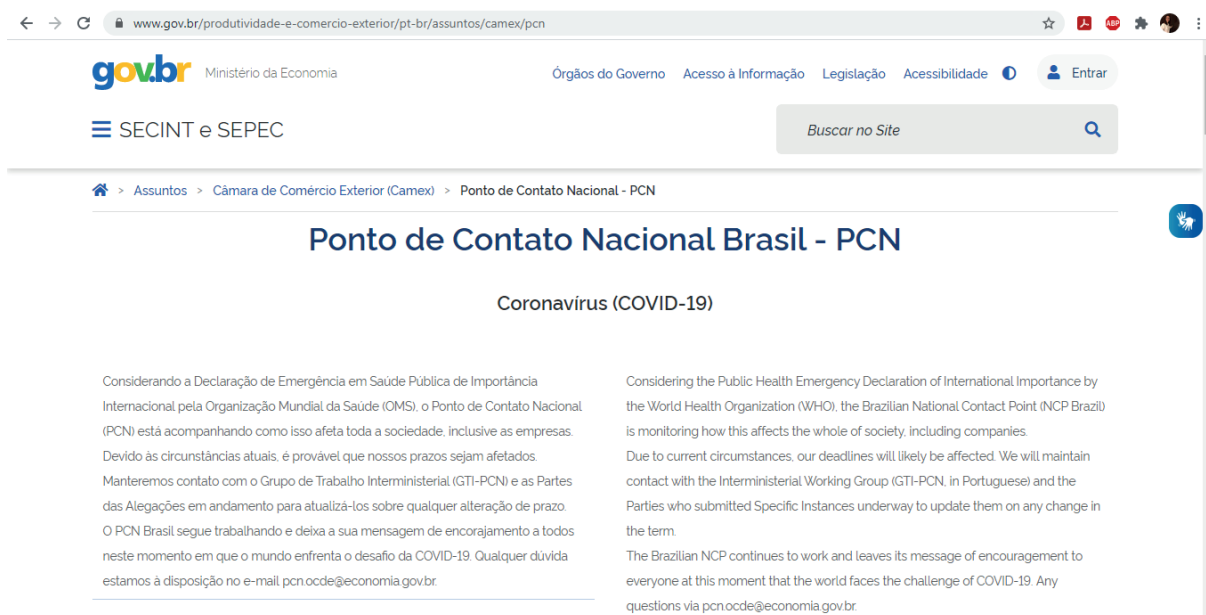 www.gov.br/produtividade-e-comercio-exterior/pt-br/assuntos/camex/pcn
ABP
gov.br Ministério da Economia
Órgãos do Governo Acesso à Informação Legislação Acessibilidade Entrar
SECINT e SEPEC
Buscar no Site
> Assuntos > Câmara de Comércio Exterior (Camex) > Ponto de Contato Nacional - PCN
Ponto de Contato Nacional Brasil - PCN
Coronavírus (COVID-19)
Considerando a Declaração de Emergência em Saúde Pública de Importância
Internacional pela Organização Mundial da Saúde (OMS), o Ponto de Contato Nacional
(PCN) está acompanhando como isso afeta toda a sociedade, inclusive as empresas.
Devido às circunstâncias atuais, é provável que nossos prazos sejam afetados.
Manteremos contato com o Grupo de Trabalho Interministerial (GTI-PCN) e as Partes
das Alegações em andamento para atualizá-los sobre qualquer alteração de prazo.
O PCN Brasil segue trabalhando e deixa a sua mensagem de encorajamento a todos
neste momento em que o mundo enfrenta o desafio da COVID-19. Qualquer dúvida
estamos à disposição no e-mail pcn.ocde@economia.gov.br.
Considering the Public Health Emergency Declaration of International Importance by
the World Health Organization (WHO), the Brazilian National Contact Point (NCP Brazil)
is monitoring how this affects the whole of society, including companies.
Due to current circumstances, our deadlines will likely be affected. We will maintain
contact with the Interministerial Working Group (GTI-PCN, in Portuguese) and the
Parties who submitted Specific Instances underway to update them on any change in
the term.
The Brazilian NCP continues to work and leaves its message of encouragement to
everyone at this moment that the world faces the challenge of COVID-19. Any
questions via pcn.ocde@economia.gov.br.